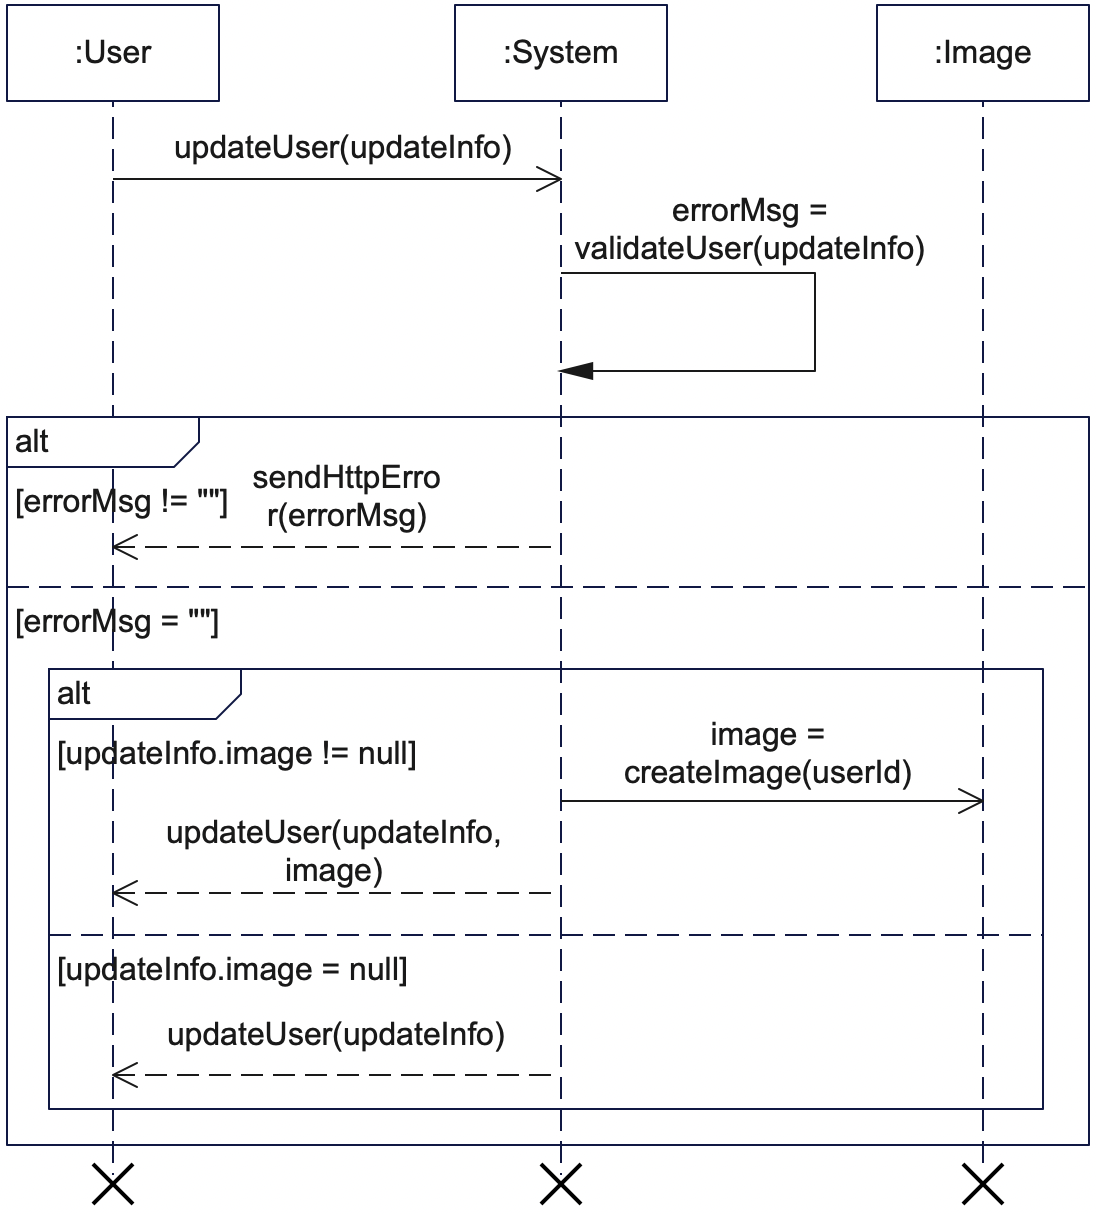 :User
:System
:Image
updateUser(updateInfo)
errorMsg =
validateUser(updateInfo)
alt
[errorMsg != ""]
sendHttpErro
r(errorMsg)
[errorMsg = ""]
alt
[updateInfo.image != null]
image =
createImage(userId)
updateUser(updateInfo,
image)
[updateInfo.image = null]
updateUser(updateInfo)